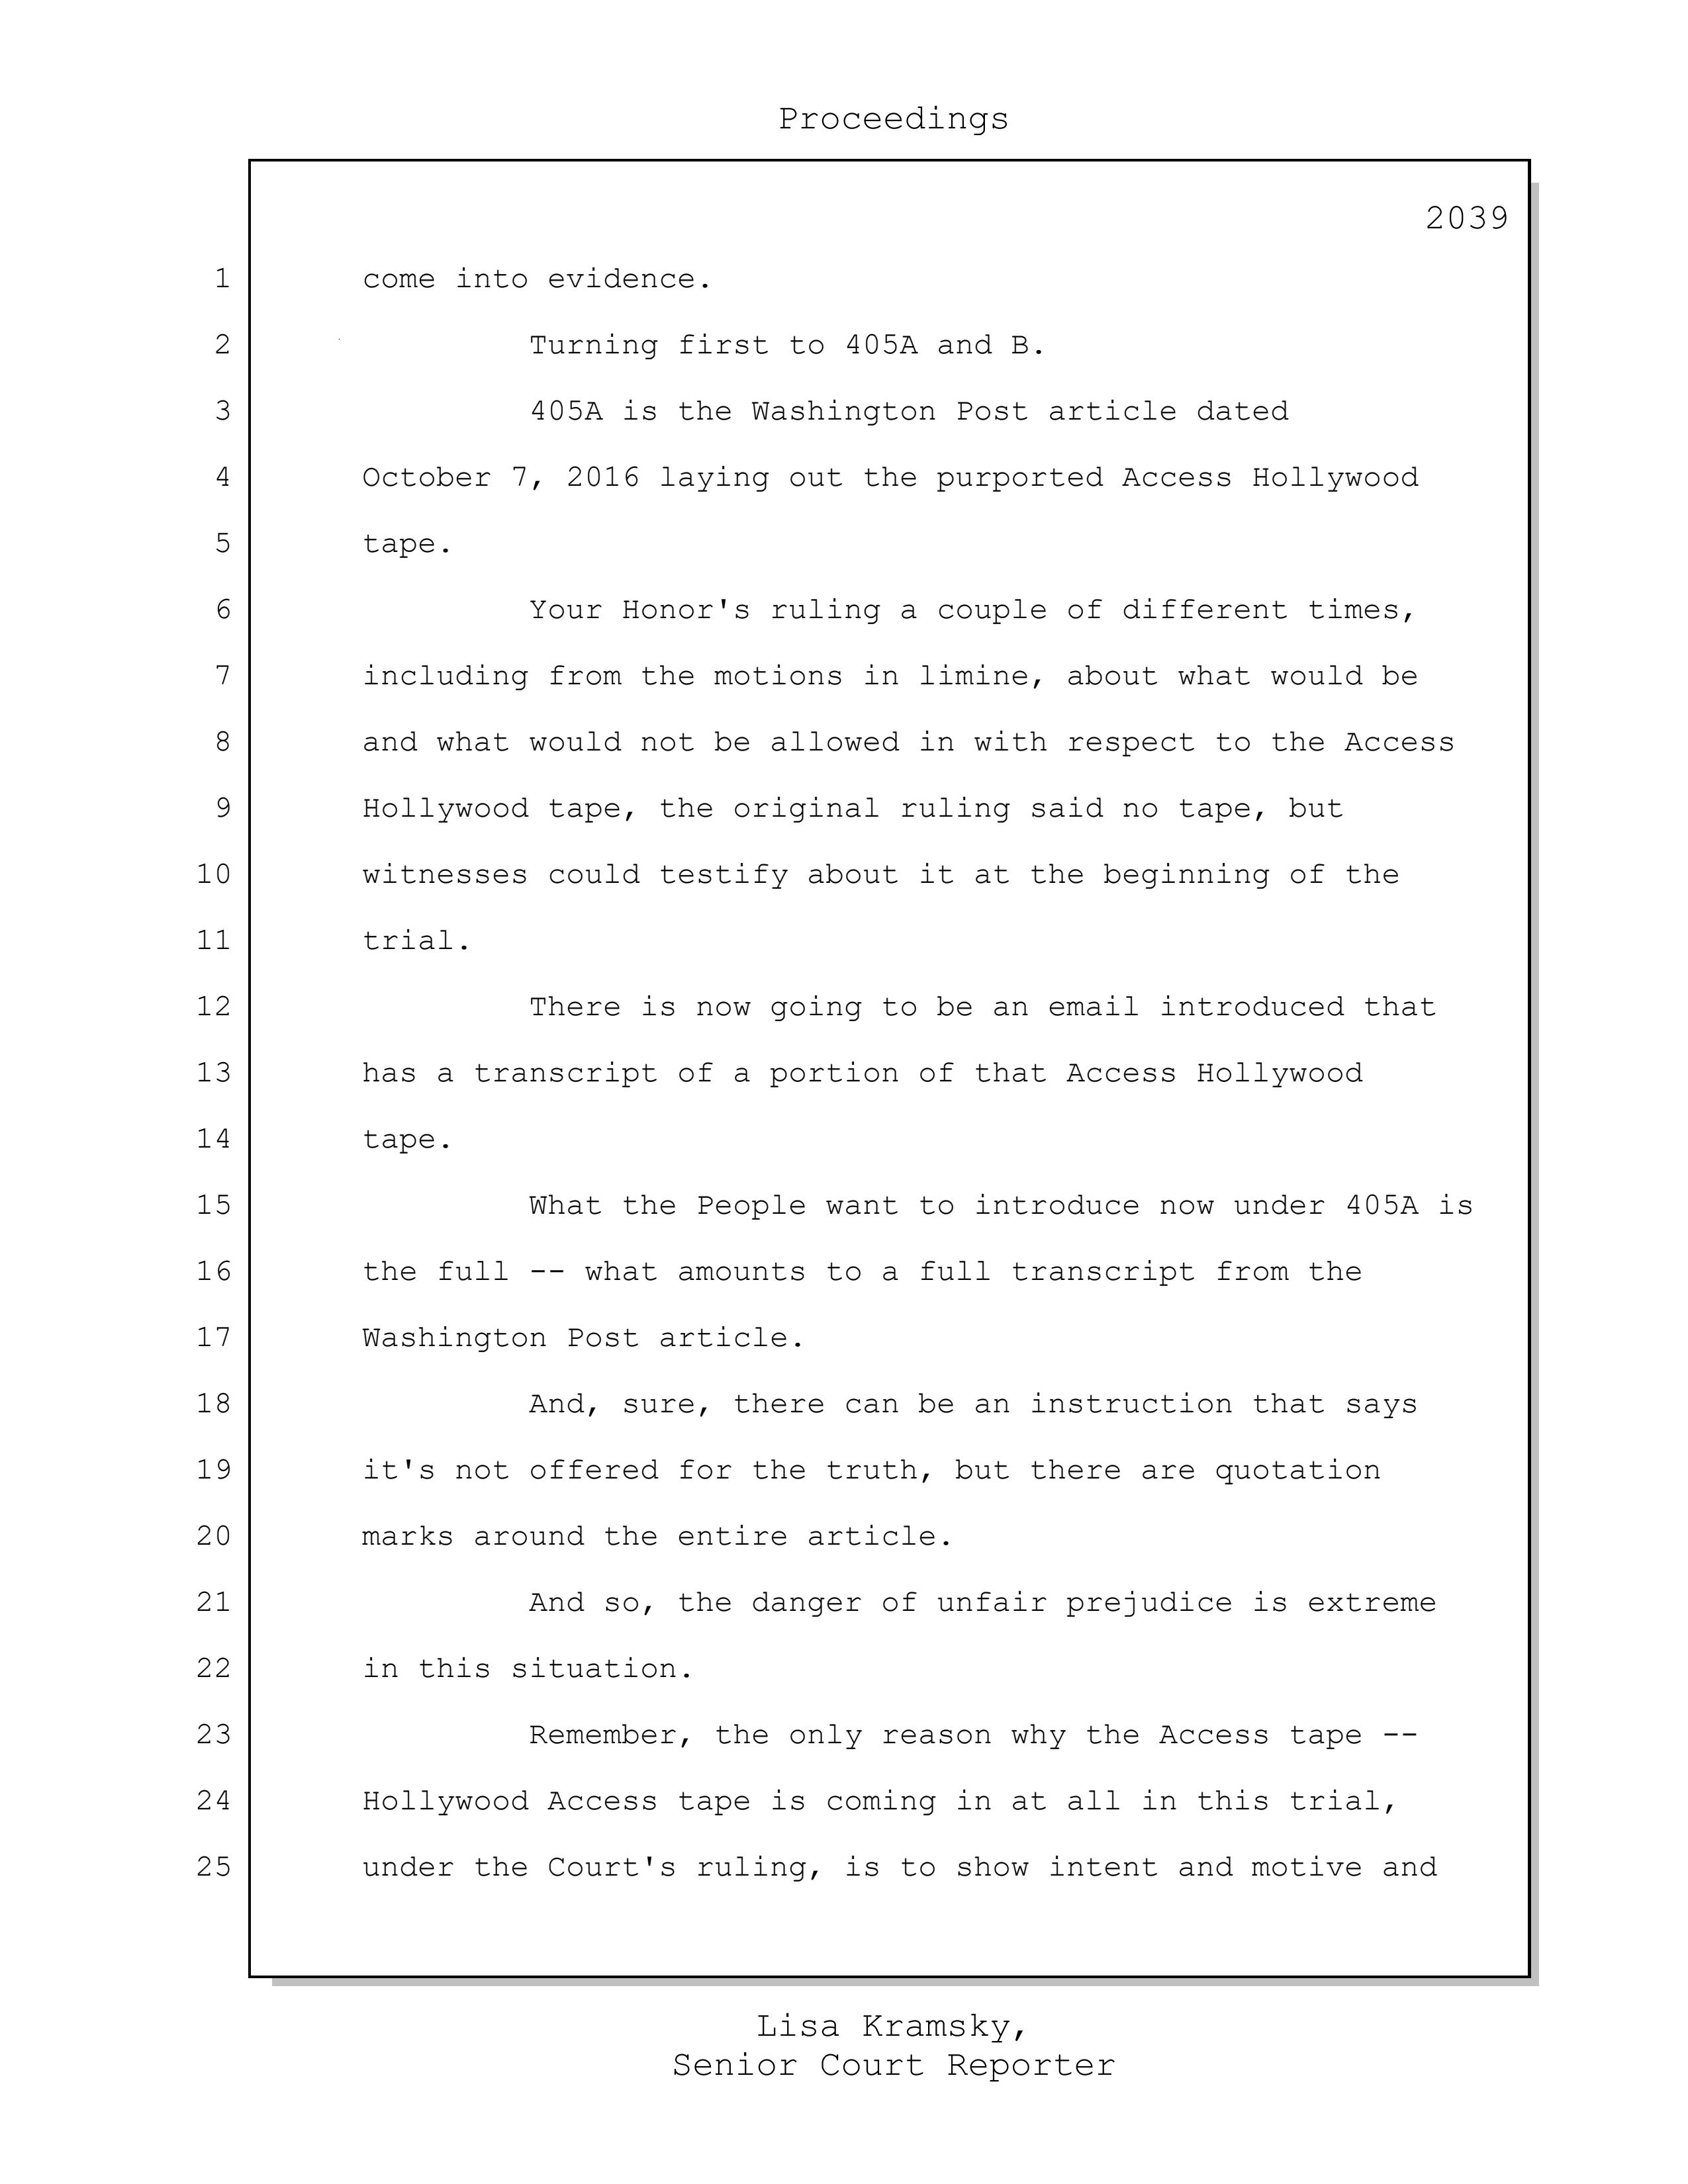 Proceedings
2039
1 come into evidence.
2 Turning first to 405A and B.
3 405A is the Washington Post article dated
4 October 7, 2016 laying out the purported Access Hollywood
5 tape.
6 Your Honor's ruling a couple of different times,
7 including from the motions in limine, about what would be
8 and what would not be allowed in with respect to the Access
9 Hollywood tape, the original ruling said no tape, but
10 witnesses could testify about it at the beginning of the
11 trial.
12 There is now going to be an email introduced that
13 has a transcript of a portion of that Access Hollywood
14 tape.
15 What the People want to introduce now under 405A is
16 the full -- what amounts to a full transcript from the
17 Washington Post article.
18 And, sure, there can be an instruction that says
19 it's not offered for the truth, but there are quotation
20 marks around the entire article.
21 And so, the danger of unfair prejudice is extreme
22 in this situation.
23 Remember, the only reason why the Access tape --
24 Hollywood Access tape is coming in at all in this trial,
25 under the Court's ruling, is to show intent and motive and
Lisa Kramsky,
Senior Court Reporter